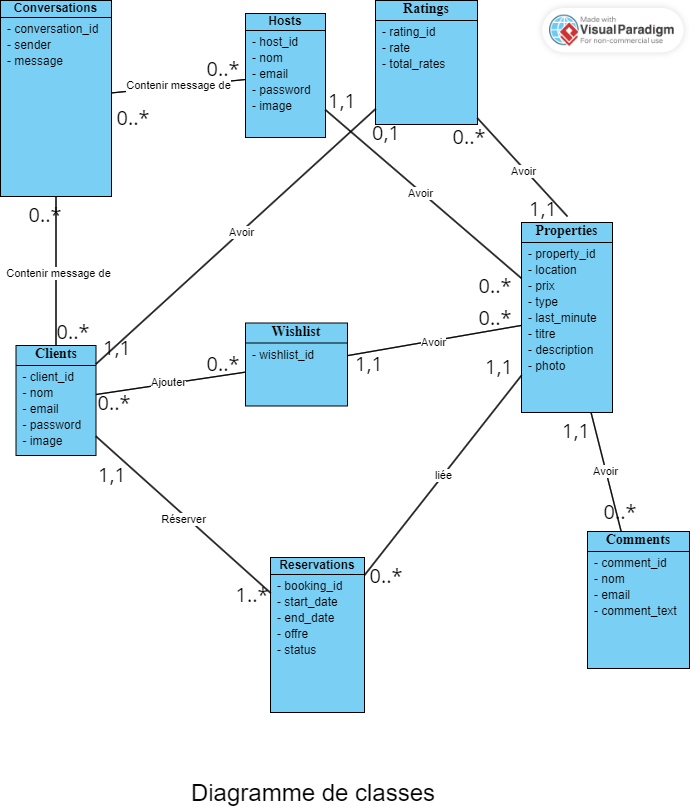 Conversations
- conversation_id
- sender
- message
Hosts
- host_id
- nom
- email
- password
- image
Ratings
- rating_id
- rate
- total_rates
Made with
Visual Paradigm
For non-commercial use
0..*
Contenir message de
0..*
1,1
0,1
0..*
Avoir
Avoir
1,1
0..*
Avoir
Properties
- property_id
- location
- prix
- type
- last_minute
- titre
- description
- photo
Contenir message de
0..*
0..*
0..*
Wishlist
- wishlist_id
Avoir
1,1
Clients
- client_id
- nom
- email
- password
- image
1,1
0..*
Ajouter
0..*
1,1
1,1
liée
1,1
Avoir
0..*
Réserver
1..*
0..*
Reservations
- booking_id
- start_date
- end_date
- offre
- status
Comments
- comment_id
- nom
- email
- comment_text
Diagramme de classes